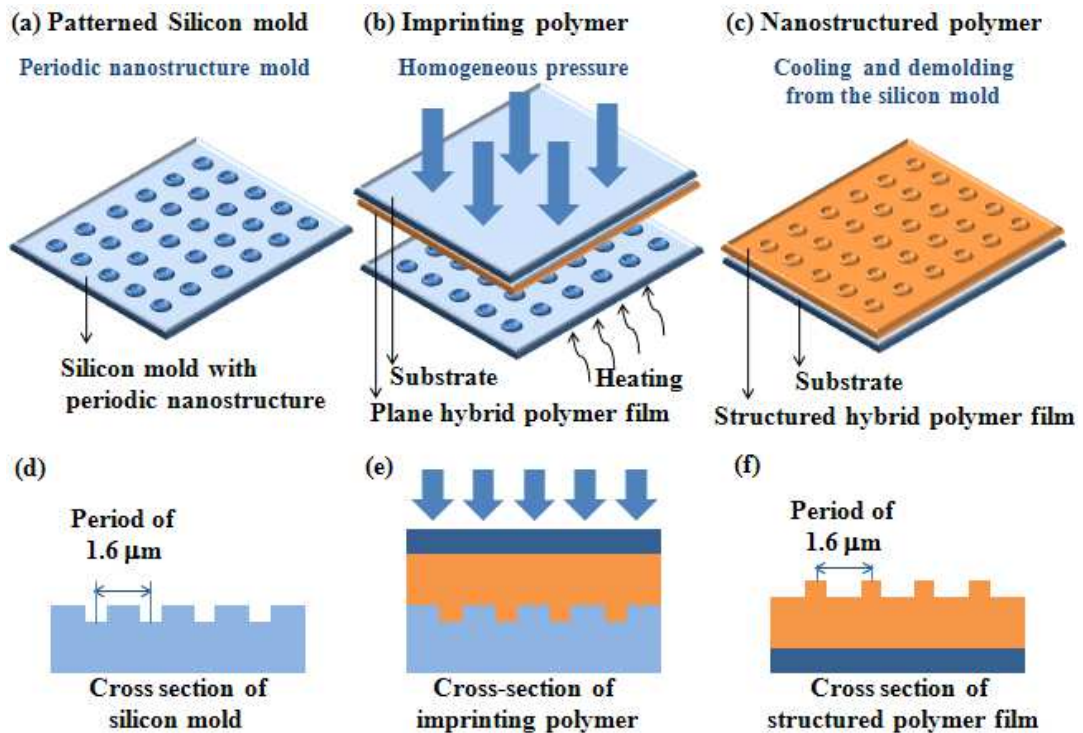 (a) Patterned Silicon mold
Periodic nanostructure mold
Silicon mold with
periodic nanostructure
(b) Imprinting polymer
Homogeneous pressure
Substrate
Heating
Plane hybrid polymer film
(c) Nanostructured polymer
Cooling and demolding
from the silicon mold
Substrate
Structured hybrid polymer film
(d)
Period of
1.6 μm
Cross section of
silicon mold
(e)
Cross-section of
imprinting polymer
(f)
Period of
1.6 μm
Cross section of
structured polymer film